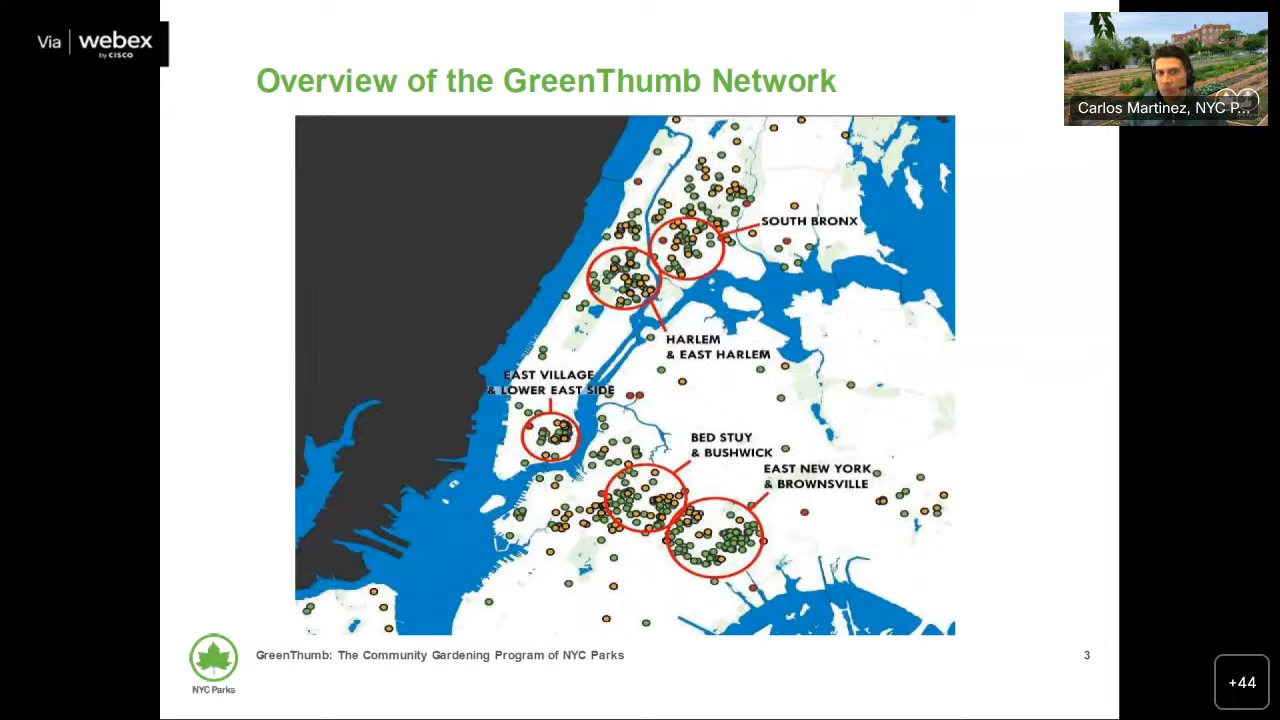 Via | webex
by CISCO
Overview of the GreenThumb Network
Carlos Martinez, NYC P...
SOUTH BRONX
HARLEM
& EAST HARLEM
EAST VILLAGE
& LOWER EAST SIDE
BED STUY
& BUSHWICK
EAST NEW YORK
& BROWNSVILLE
GreenThumb: The Community Gardening Program of NYC Parks
3
NYC Parks
+44